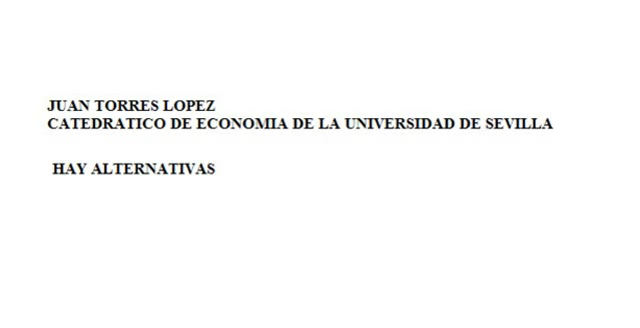 JUAN TORRES LOPEZ
CATEDRATICO DE ECONOMIA DE LA UNIVERSIDAD DE SEVILLA
HAY ALTERNATIVAS